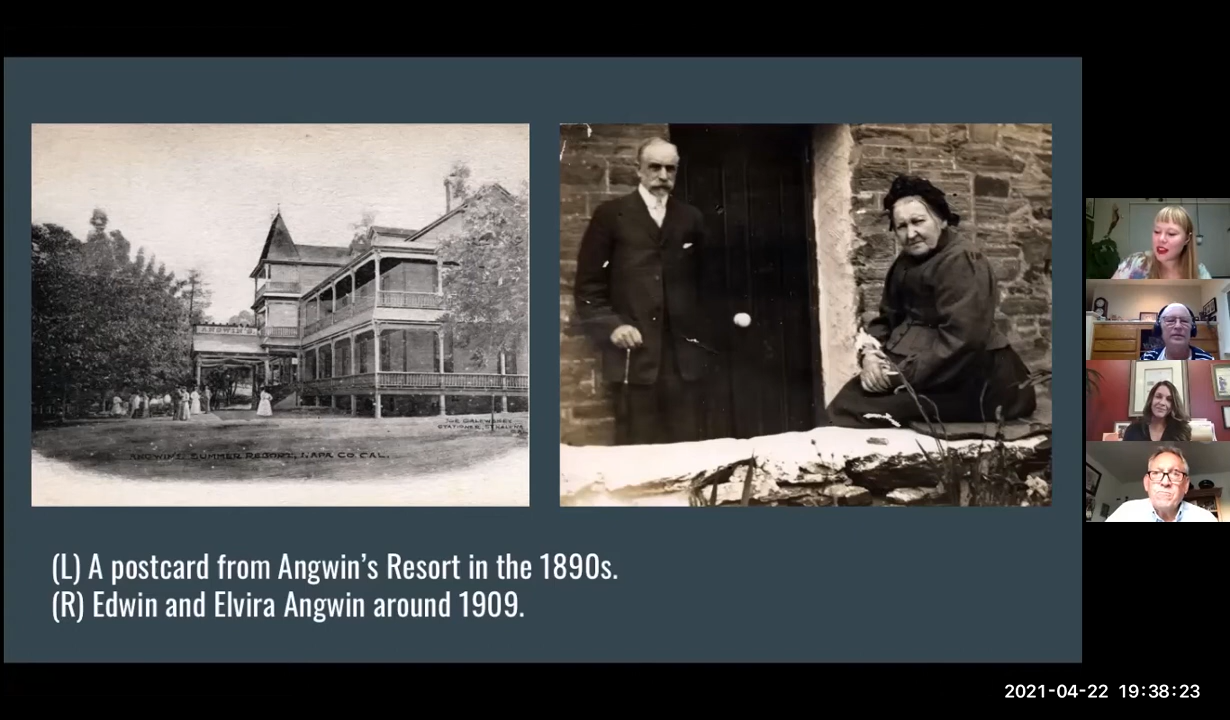 ANGWIN'S
ANGWIN'S SUMMER RESORT, NAPA CO. CAL.
(L) A postcard from Angwin’s Resort in the 1890s.
(R) Edwin and Elvira Angwin around 1909.
2021-04-22 19:38:23